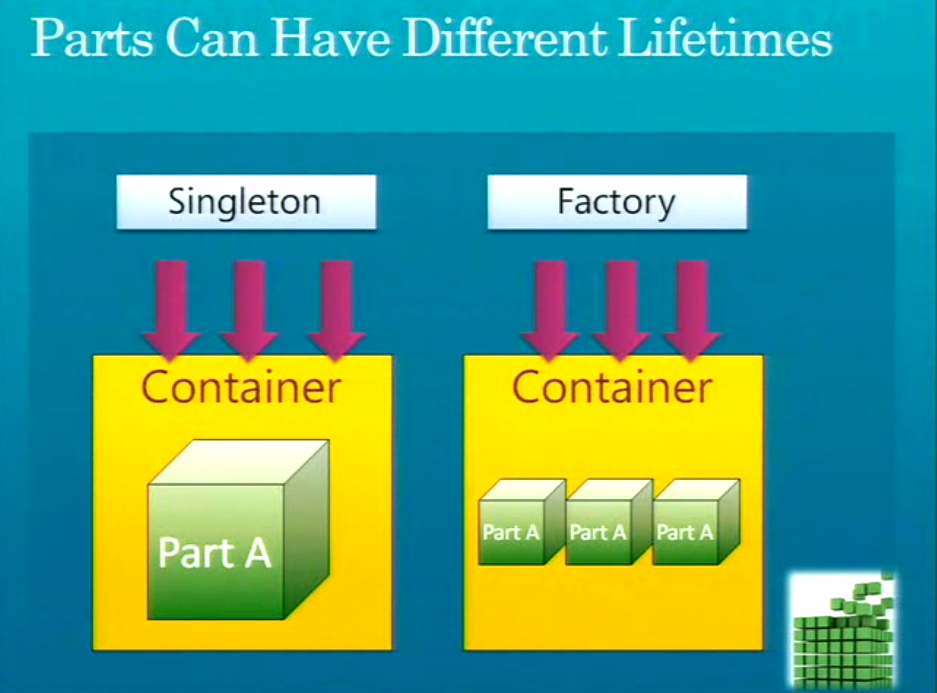 Parts Can Have Different Lifetimes
Singleton
Factory
Container
Container
Part A
Part A
Part A
Part A